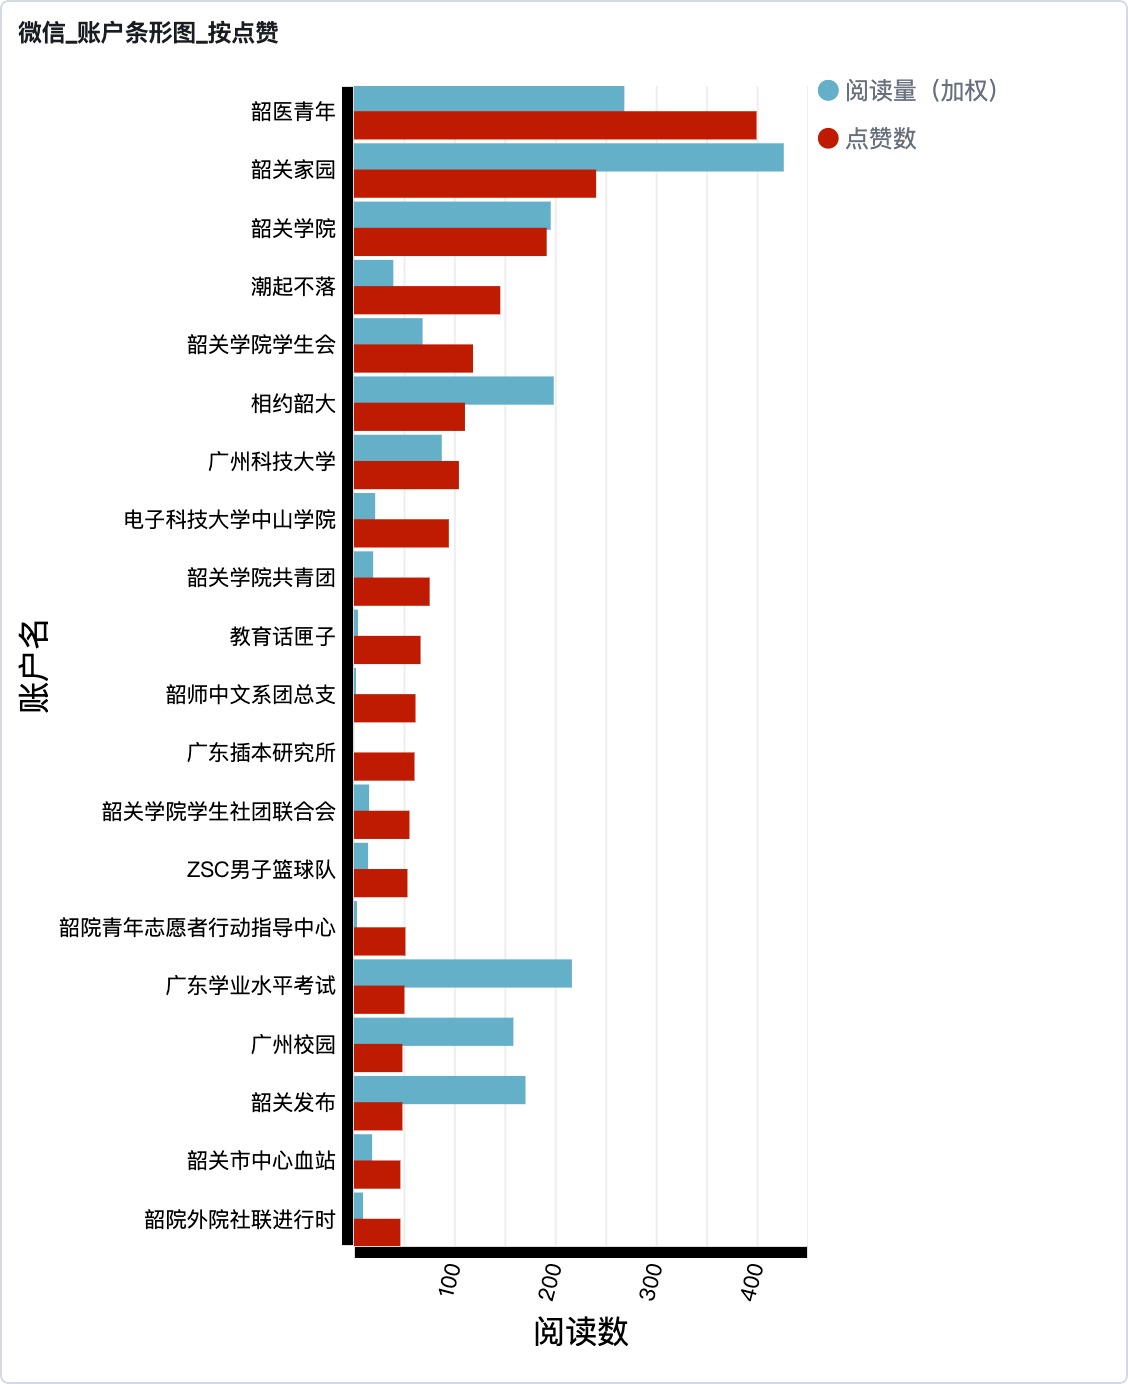 微信_账户条形图_按点赞
阅读量（加权）
点赞数
韶医青年
韶关家园
韶关学院
潮起不落
韶关学院学生会
相约韶大
广州科技大学
电子科技大学中山学院
韶关学院共青团
教育话匣子
韶师中文系团总支
广东插本研究所
韶关学院学生社团联合会
ZSC男子篮球队
韶院青年志愿者行动指导中心
广东学业水平考试
广州校园
韶关发布
韶关市中心血站
韶院外院社联进行时
账户名
100
200
300
400
阅读数